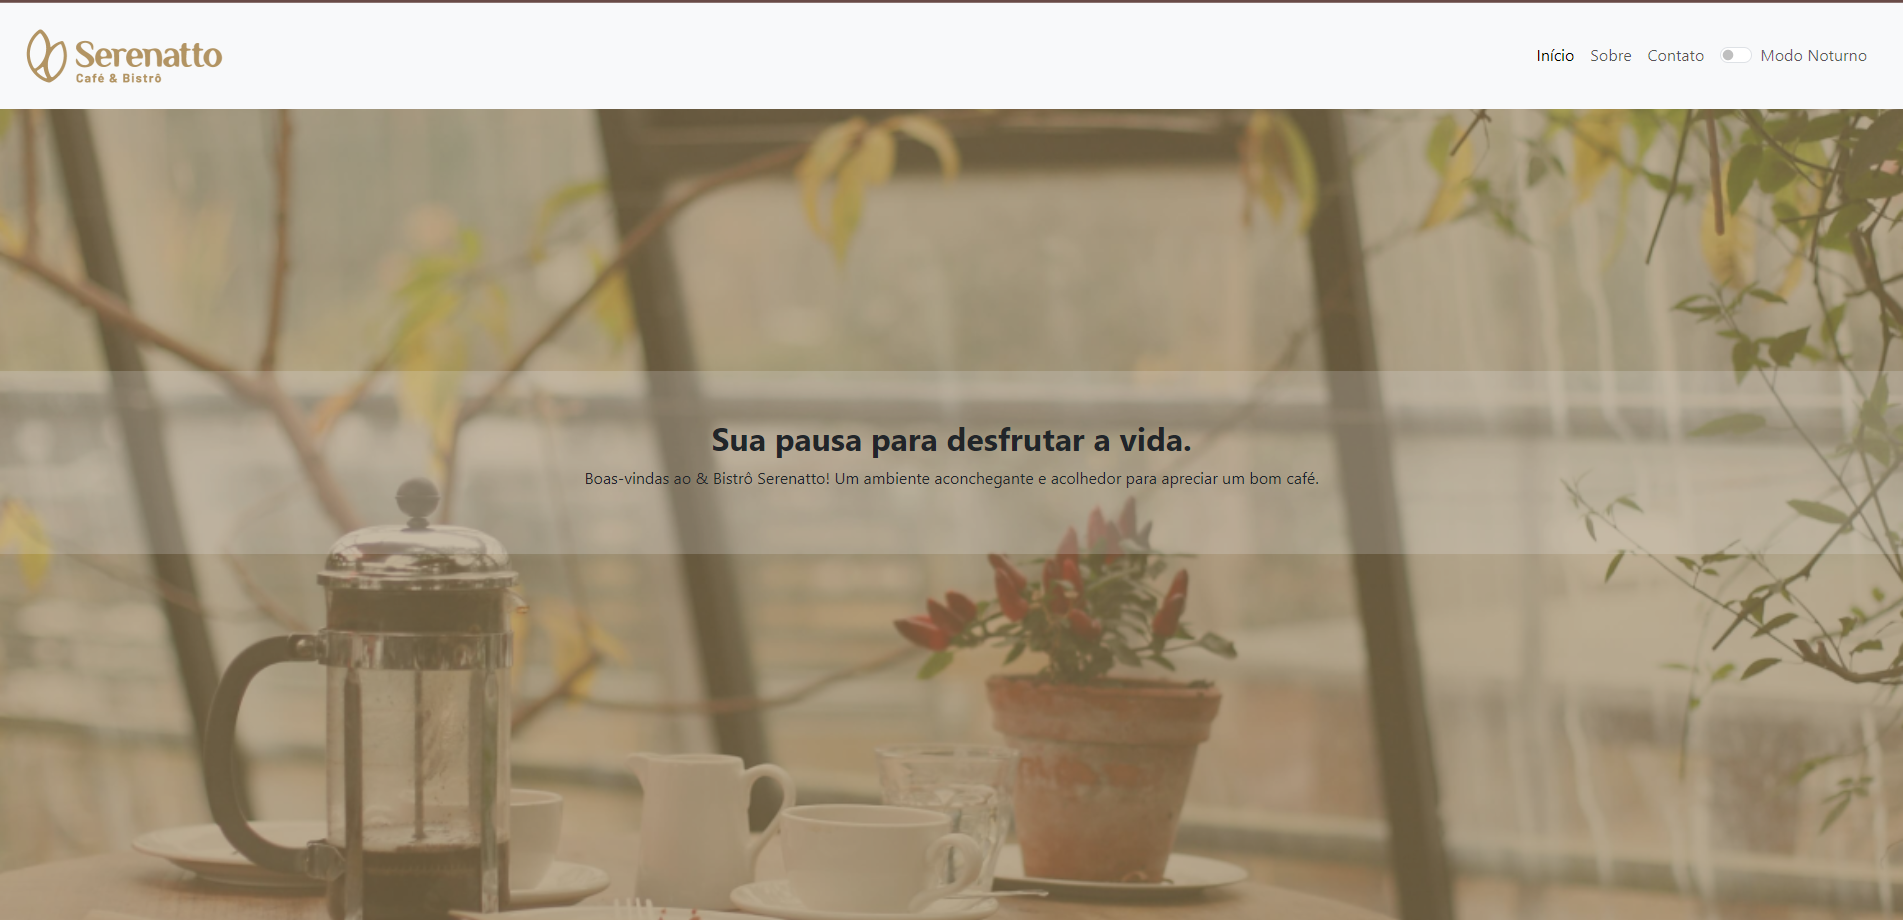 Serenatto
Café & Bistrô
Início Sobre Contato Modo Noturno
Sua pausa para desfrutar a vida.
Boas-vindas ao & Bistrô Serenatto! Um ambiente aconchegante e acolhedor para apreciar um bom café.